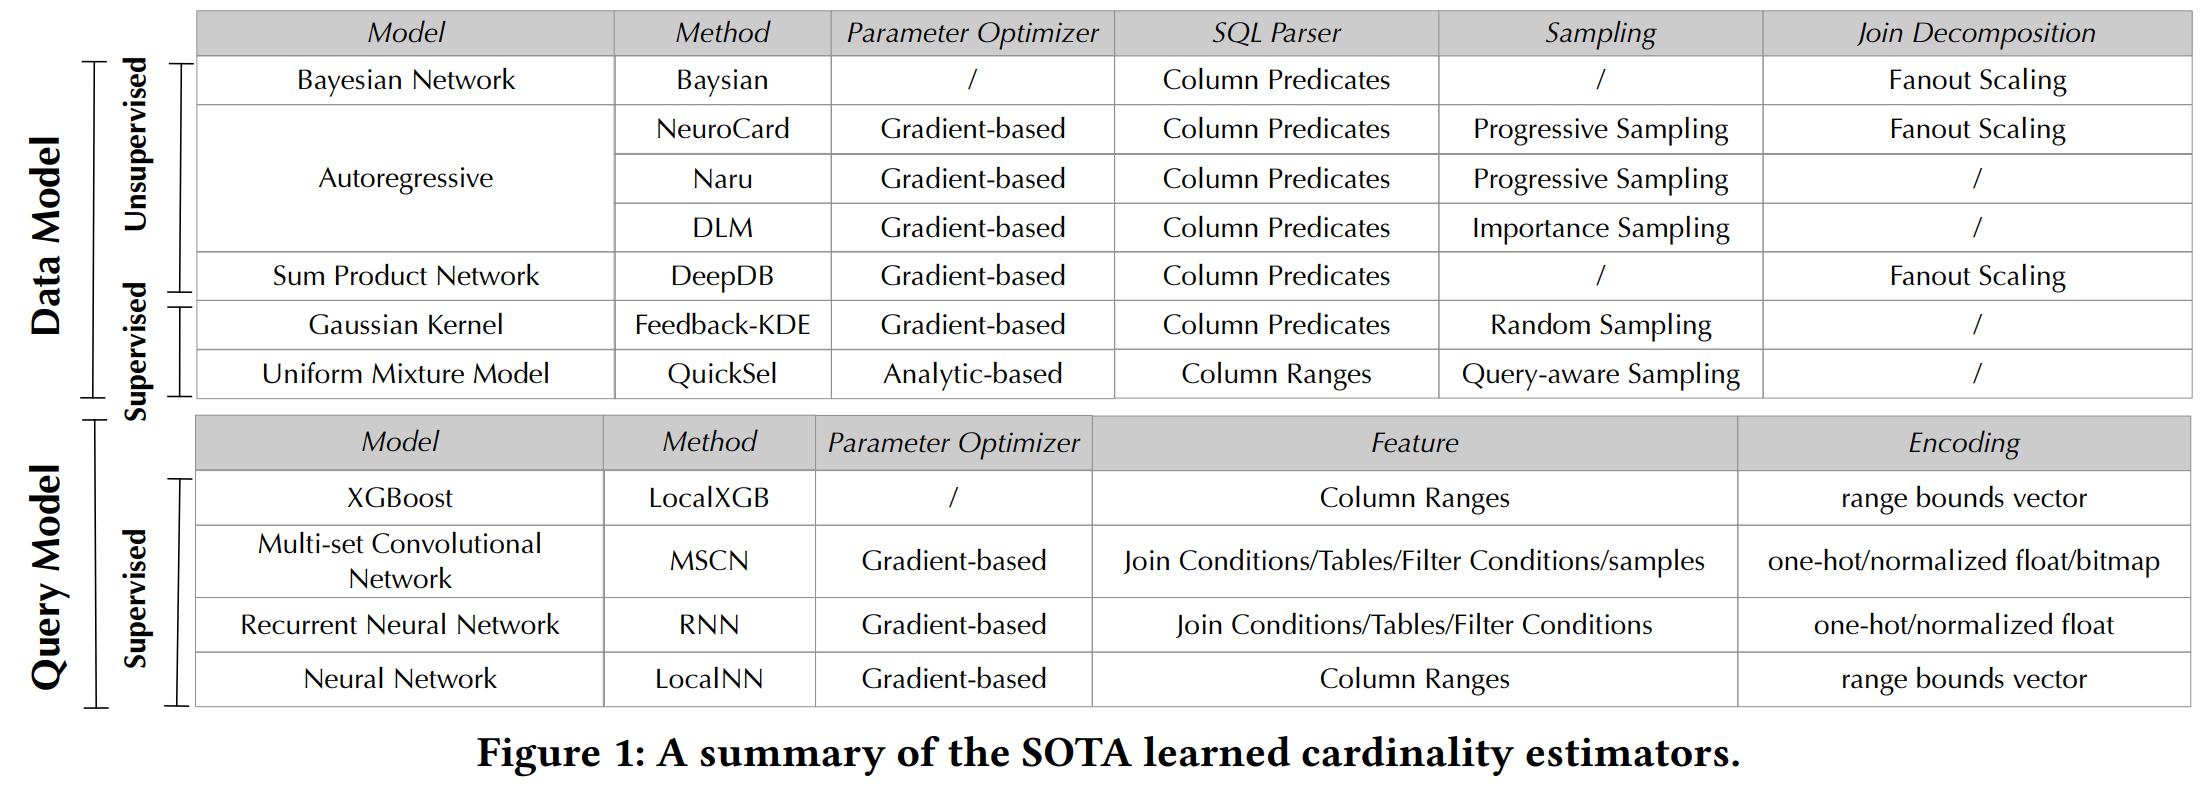 Model Method Parameter Optimizer SQL Parser Sampling Join Decomposition
Data Model
Unsupervised
Bayesian Network Baysian / Column Predicates / Fanout Scaling
Autoregressive
NeuroCard Gradient-based Column Predicates Progressive Sampling Fanout Scaling
Naru Gradient-based Column Predicates Progressive Sampling /
DLM Gradient-based Column Predicates Importance Sampling /
Sum Product Network DeepDB Gradient-based Column Predicates / Fanout Scaling
Supervised
Gaussian Kernel Feedback-KDE Gradient-based Column Predicates Random Sampling /
Uniform Mixture Model QuickSel Analytic-based Column Ranges Query-aware Sampling /
Model Method Parameter Optimizer Feature Encoding
Query Model
Supervised
XGBoost LocalXGB / Column Ranges range bounds vector
Multi-set Convolutional
Network
MSCN Gradient-based Join Conditions/Tables/Filter Conditions/samples one-hot/normalized float/bitmap
Recurrent Neural Network RNN Gradient-based Join Conditions/Tables/Filter Conditions one-hot/normalized float
Neural Network LocalNN Gradient-based Column Ranges range bounds vector
Figure 1: A summary of the SOTA learned cardinality estimators.